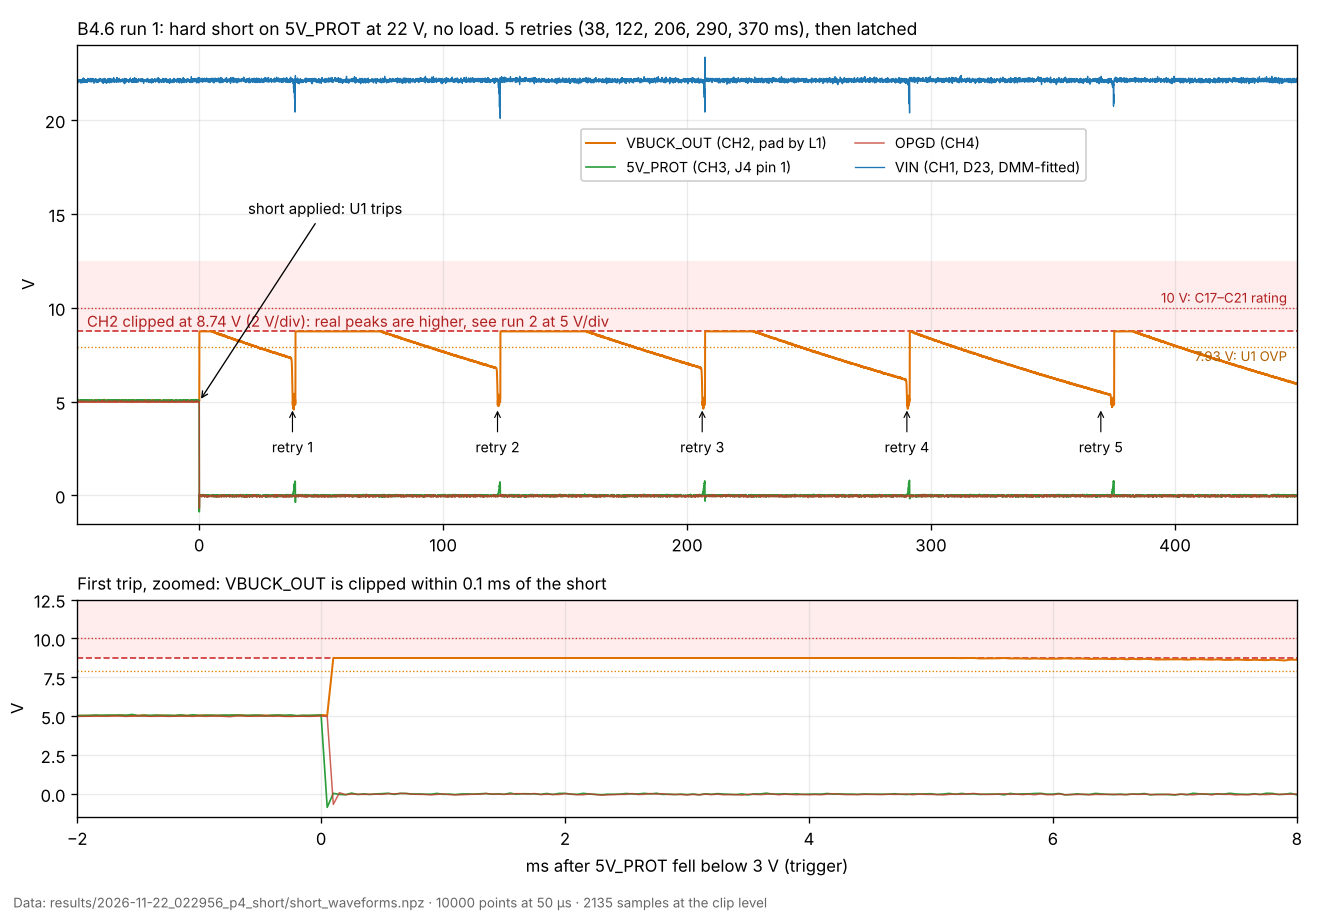 B4.6 run 1: hard short on 5V_PROT at 22 V, no load. 5 retries (38, 122, 206, 290, 370 ms), then latched
20
15
10
5
0
V
VBUCK_OUT (CH2, pad by L1)
5V_PROT (CH3, J4 pin 1)
OPGD (CH4)
VIN (CH1, D23, DMM-fitted)
short applied: U1 trips
10 V: C17–C21 rating
CH2 clipped at 8.74 V (2 V/div): real peaks are higher, see run 2 at 5 V/div
7.93 V: U1 OVP
retry 1
retry 2
retry 3
retry 4
retry 5
0
100
200
300
400
First trip, zoomed: VBUCK_OUT is clipped within 0.1 ms of the short
12.5
10.0
7.5
5.0
2.5
0.0
V
−2
0
2
4
6
8
ms after 5V_PROT fell below 3 V (trigger)
Data: results/2026-11-22_022956_p4_short/short_waveforms.npz · 10000 points at 50 µs · 2135 samples at the clip level